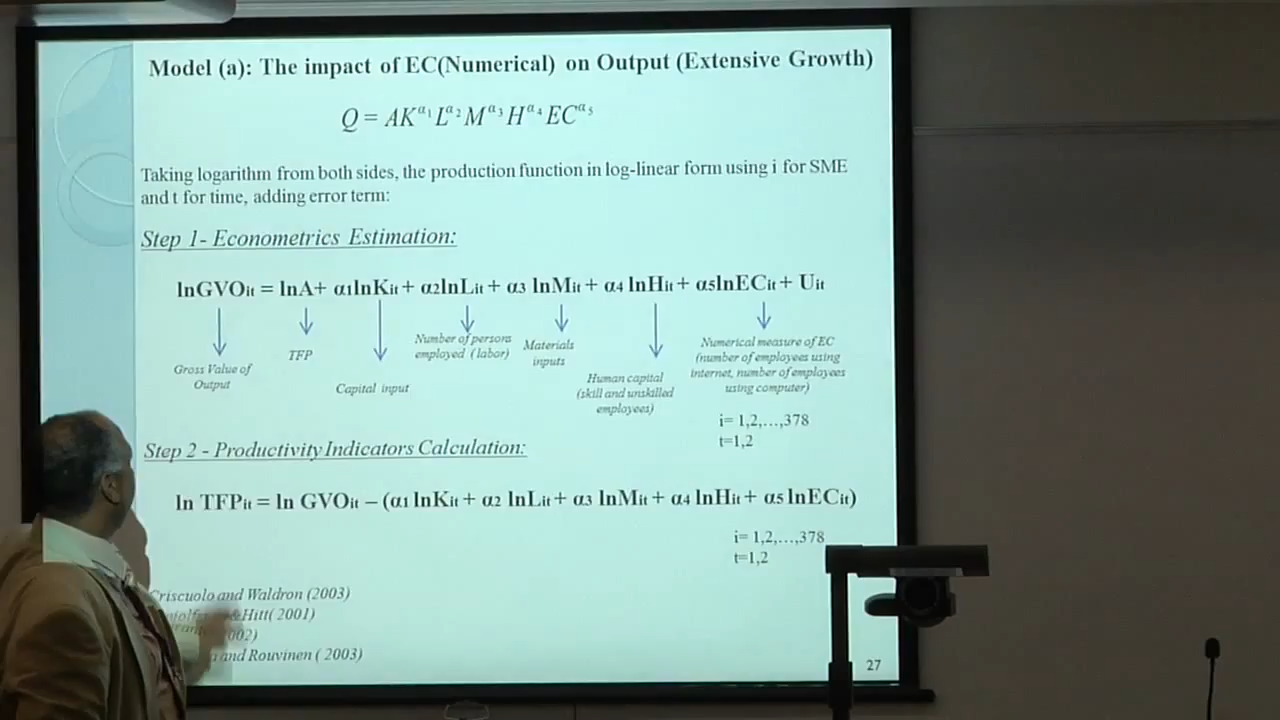 Model (a): The impact of EC(Numerical) on Output (Extensive Growth)
Q = AK^α1 L^α2 M^α3 H^α4 EC^α5
Taking logarithm from both sides, the production function in log-linear form using i for SME
and t for time, adding error term:
Step 1- Econometrics Estimation:
lnGVOit = lnA+ α1lnKit + α2lnLit + α3 lnMit + α4 lnHit + α5lnECit + Uit
Gross Value of
Output
TFP
Capital input
Number of persons
employed (labor)
Materials
inputs
Human capital
(skill and unskilled
employees)
Numerical measure of EC
(number of employees using
internet, number of employees
using computer)
i= 1,2,...,378
t=1,2
Step 2 - Productivity Indicators Calculation:
ln TFPit = ln GVOit – (α1 lnKit + α2 lnLit + α3 lnMit + α4 lnHit + α5 lnECit)
i= 1,2,...,378
t=1,2
Criscuolo and Waldron (2003)
&Hitt( 2001)
and Rouvinen ( 2003)
27